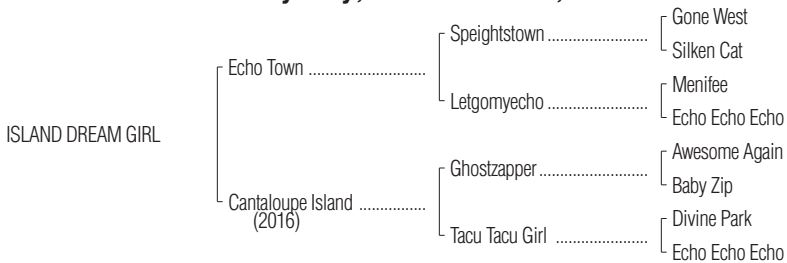 Gone West
Speightstown
Silken Cat
Echo Town
Menifee
Letgomyecho
Echo Echo Echo
ISLAND DREAM GIRL
Awesome Again
Ghostzapper
Baby Zip
Cantaloupe Island
(2016)
Divine Park
Tacu Tacu Girl
Echo Echo Echo